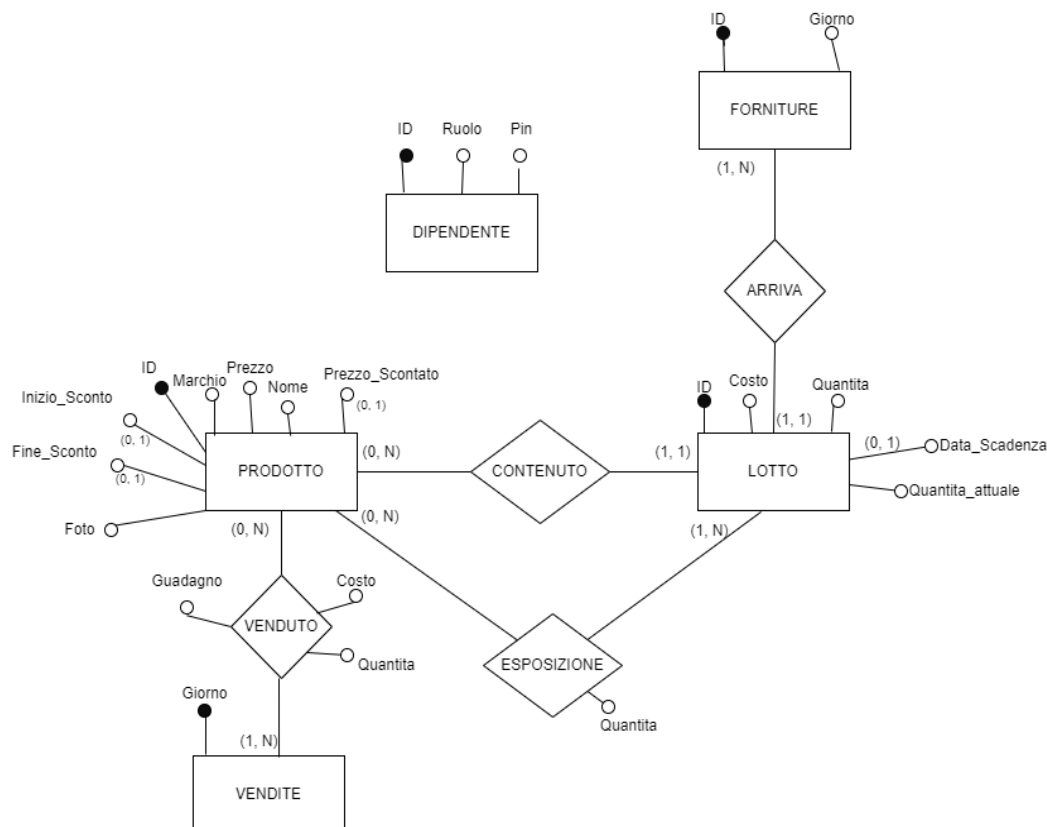 ID Giorno
FORNITURE
(1, N)
ID Ruolo Pin
DIPENDENTE
ARRIVA
ID Marchio Prezzo Nome Prezzo_Scontato
(0, 1)
Inizio_Sconto
(0, 1)
Fine_Sconto
(0, 1)
Foto
PRODOTTO
(0, N)
CONTENUTO
(1, 1)
ID Costo Quantita
(1, 1)
(0, 1)
Data_Scadenza
LOTTO
Quantita_attuale
(0, N)
(0, N)
(1, N)
Guadagno
Costo
VENDUTO
Quantita
ESPOSIZIONE
Quantita
Giorno
(1, N)
VENDITE